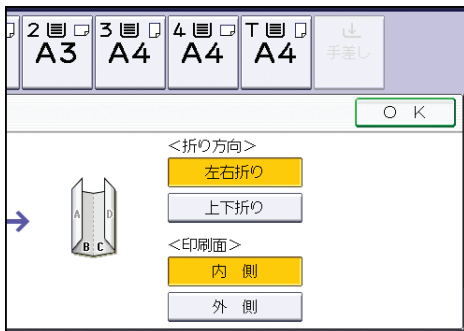 2 3 4 T
A3 A4 A4 A4 手差し
OK
＜折り方向＞
左右折り
上下折り
A D
B C
＜印刷面＞
内 側
外 側